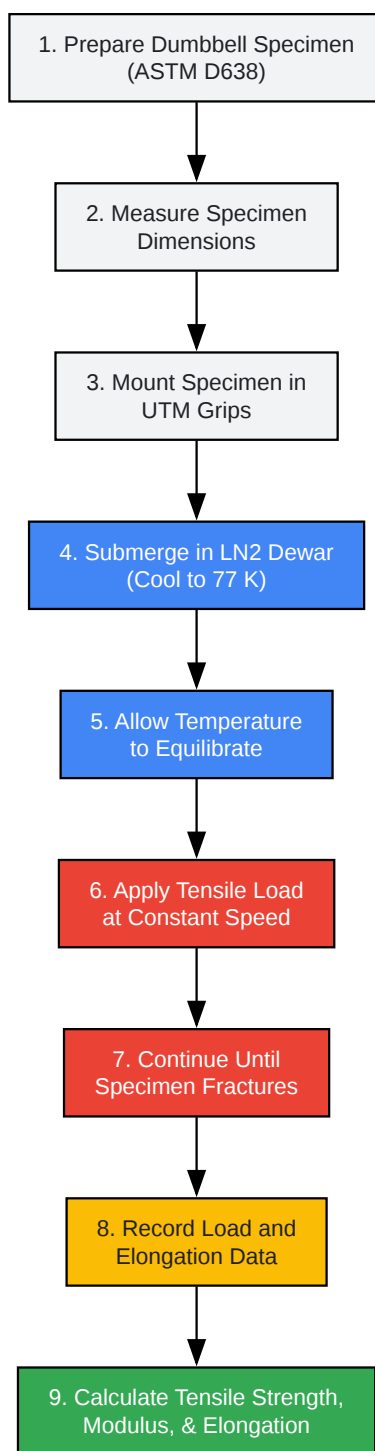 1. Prepare Dumbbell Specimen
(ASTM D638)
2. Measure Specimen
Dimensions
3. Mount Specimen in
UTM Grips
4. Submerge in LN2 Dewar
(Cool to 77 K)
5. Allow Temperature
to Equilibrate
6. Apply Tensile Load
at Constant Speed
7. Continue Until
Specimen Fractures
8. Record Load and
Elongation Data
9. Calculate Tensile Strength,
Modulus, & Elongation